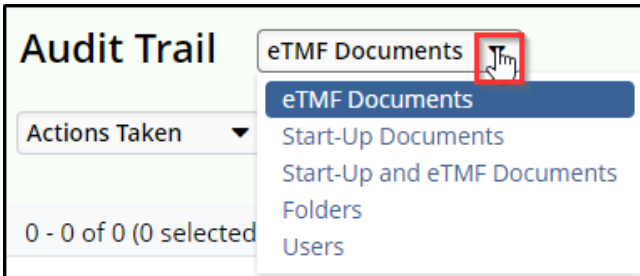 Audit Trail
eTMF Documents
eTMF Documents
Actions Taken
Start-Up Documents
Start-Up and eTMF Documents
Folders
0 - 0 of 0 (0 selected
Users